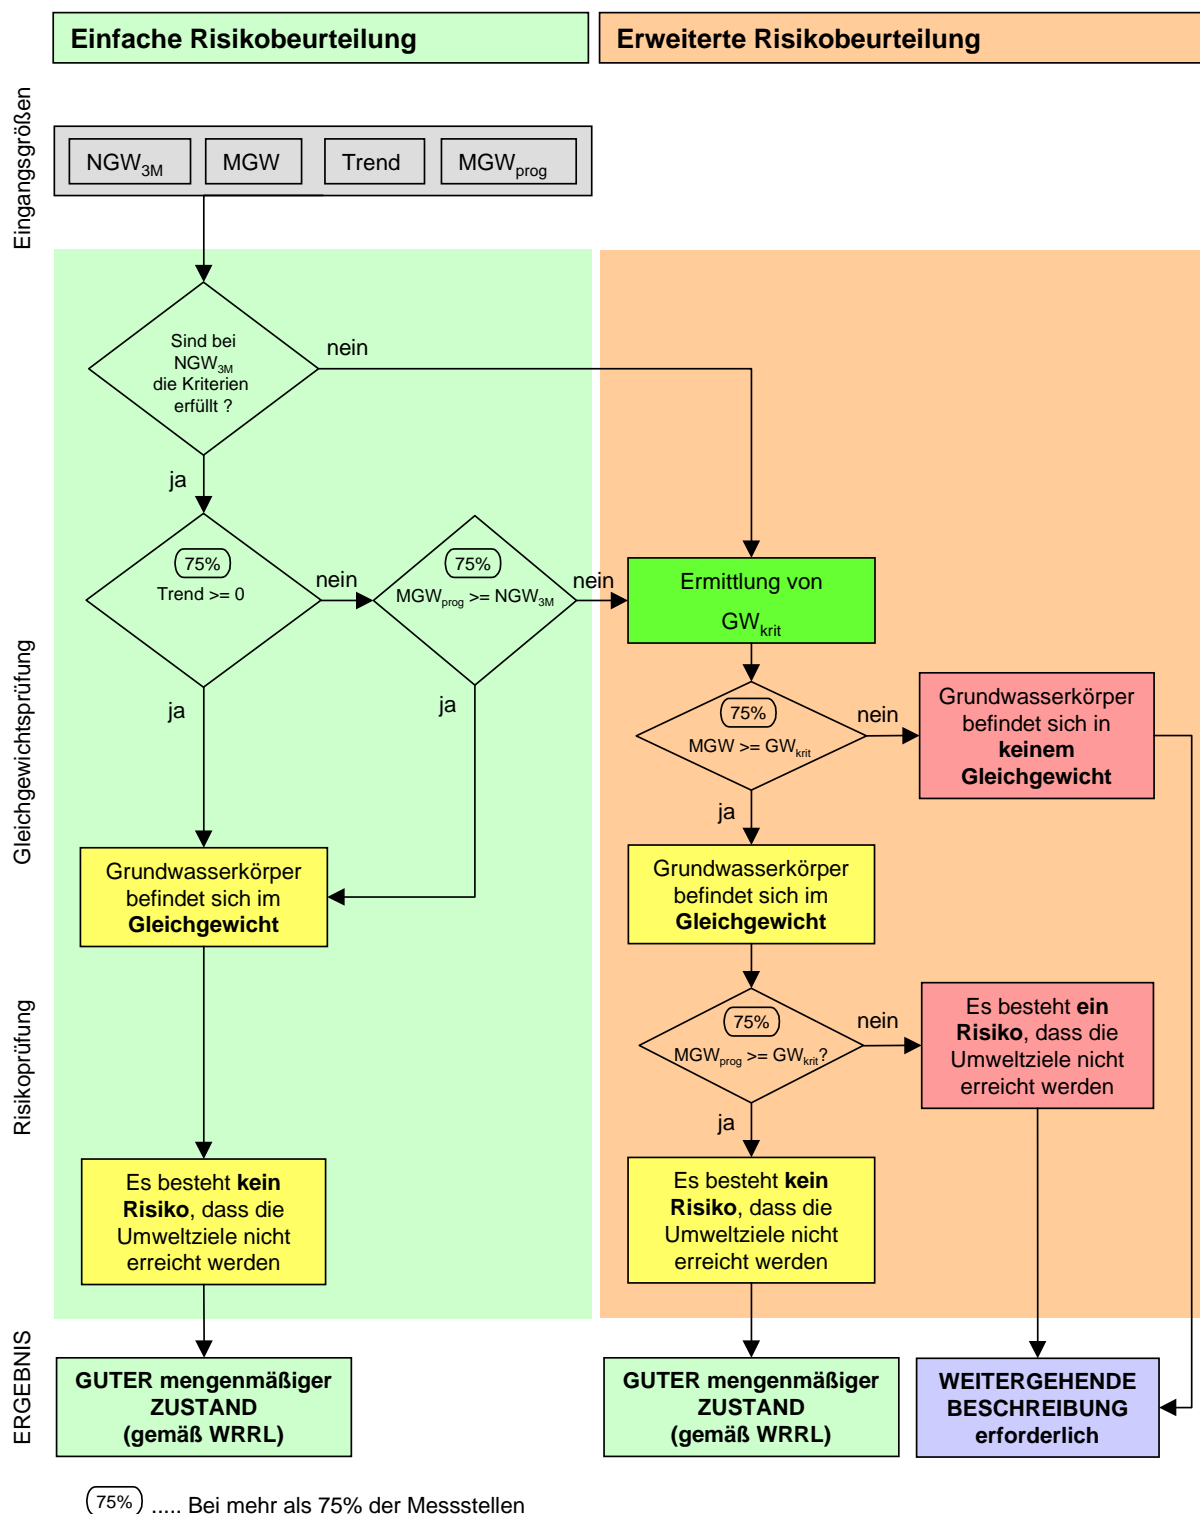 Einfache Risikobeurteilung
Erweiterte Risikobeurteilung
Eingangsgrößen
NGW3M
MGW
Trend
MGWprog
Sind bei
NGW3M
die Kriterien
erfüllt ?
nein
ja
Gleichgewichtsprüfung
75%
Trend >= 0
nein
75%
MGWprog >= NGW3M
nein
Ermittlung von
GWkrit
ja
ja
75%
MGW >= GWkrit
nein
Grundwasserkörper
befindet sich in
keinem
Gleichgewicht
ja
Grundwasserkörper
befindet sich im
Gleichgewicht
Grundwasserkörper
befindet sich im
Gleichgewicht
Risikoprüfung
75%
MGWprog >= GWkrit?
nein
Es besteht ein
Risiko, dass die
Umweltziele nicht
erreicht werden
ja
Es besteht kein
Risiko, dass die
Umweltziele nicht
erreicht werden
Es besteht kein
Risiko, dass die
Umweltziele nicht
erreicht werden
ERGEBNIS
GUTER mengenmäßiger
ZUSTAND
(gemäß WRRL)
GUTER mengenmäßiger
ZUSTAND
(gemäß WRRL)
WEITERGEHENDE
BESCHREIBUNG
erforderlich
75% ..... Bei mehr als 75% der Messstellen